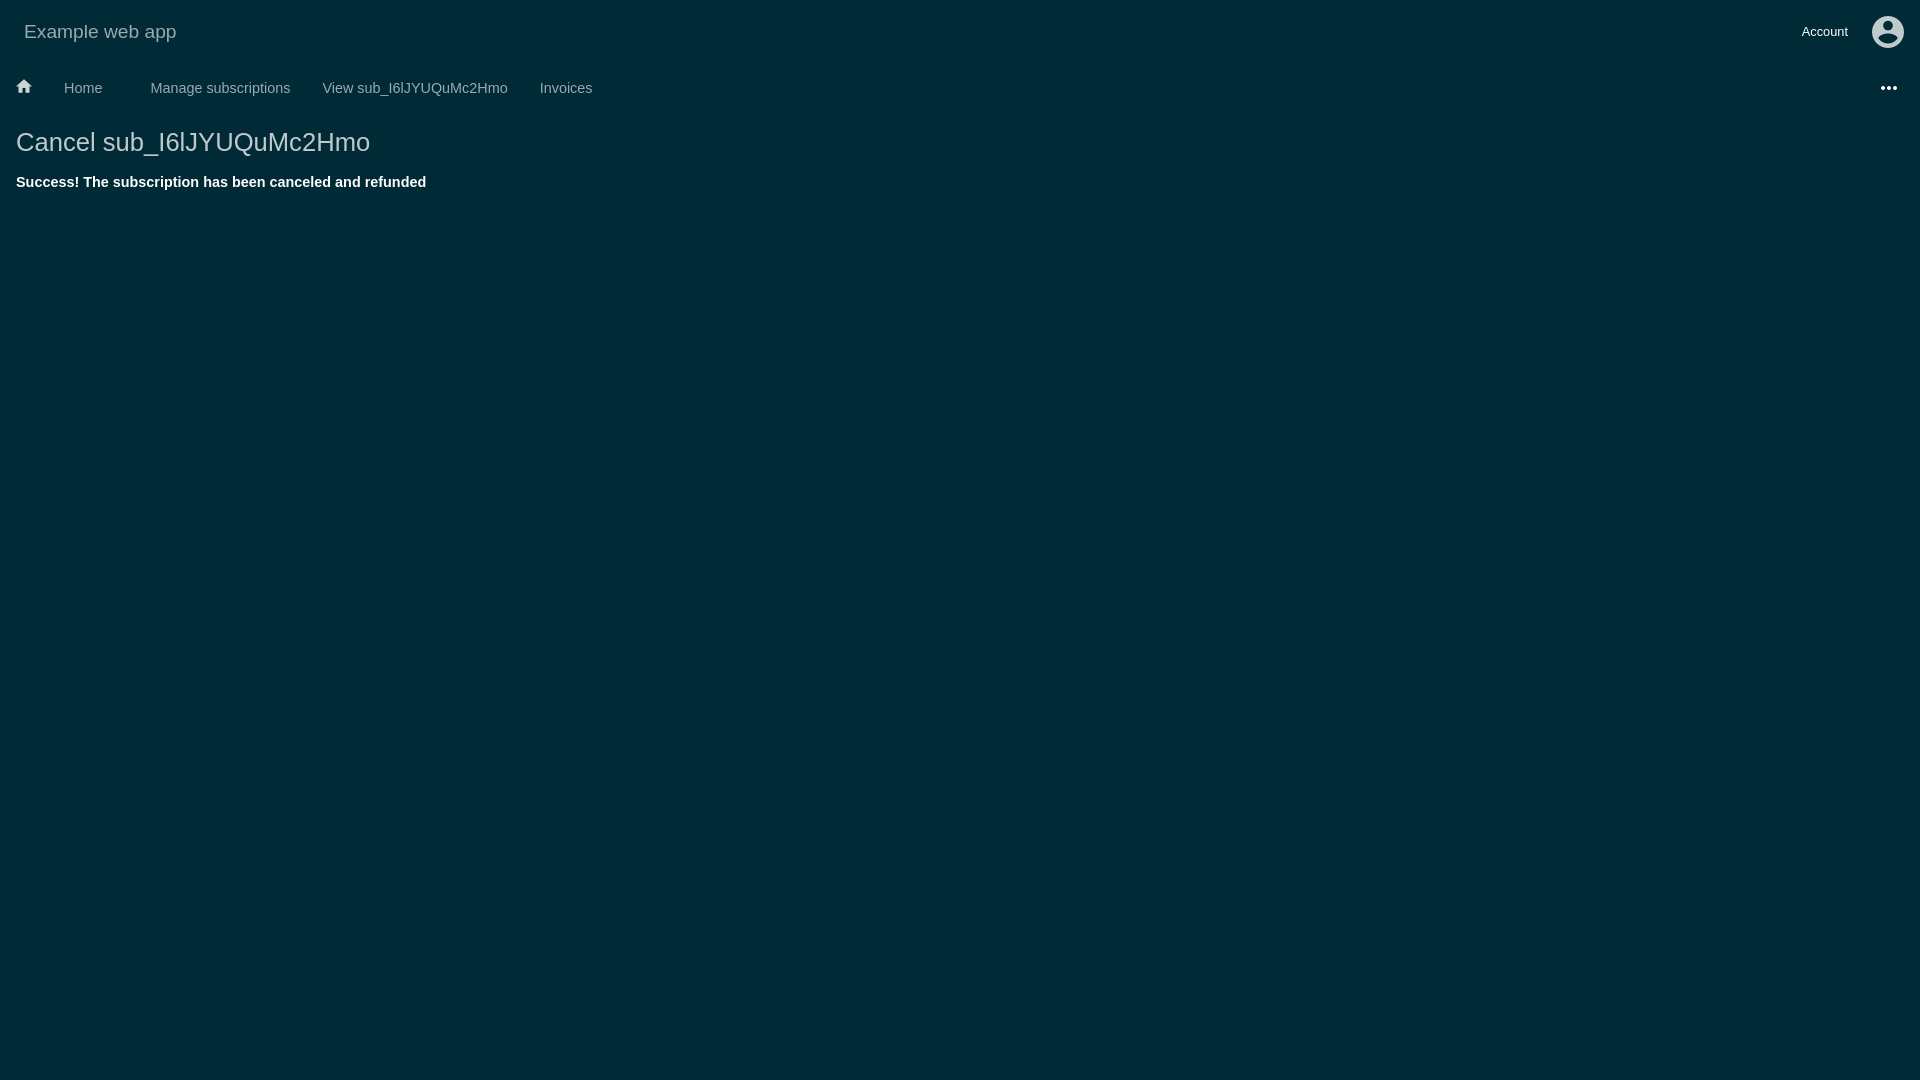 Example web app
Account
Home
Manage subscriptions
View sub_I6lJYUQuMc2Hmo
Invoices
Cancel sub_I6lJYUQuMc2Hmo
Success! The subscription has been canceled and refunded